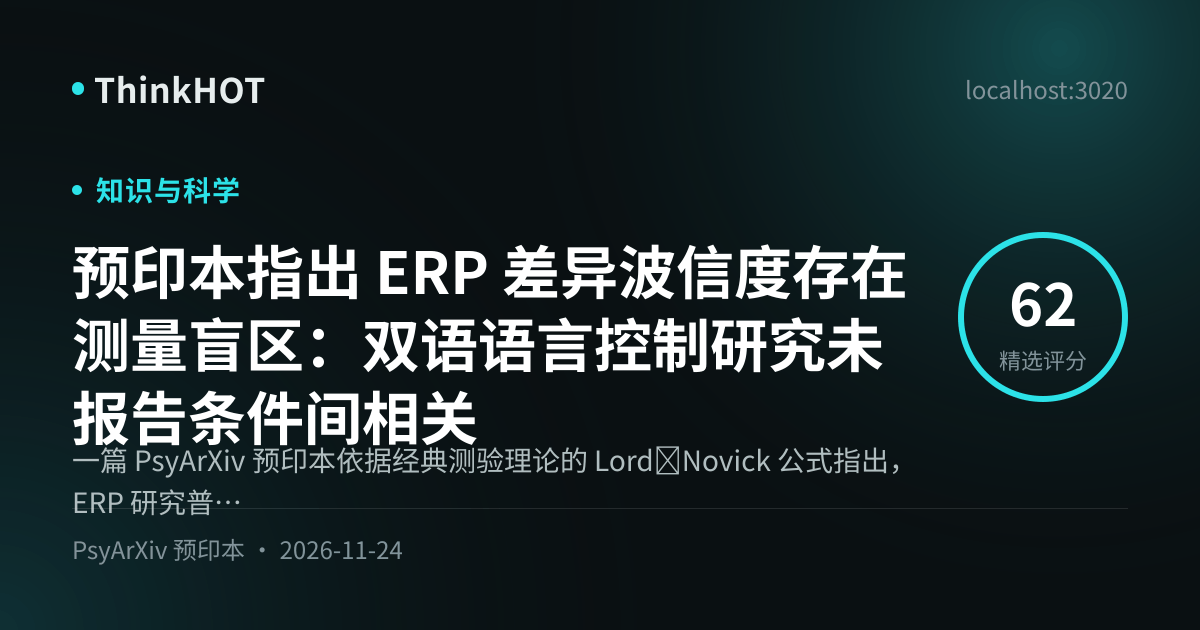 ThinkHOT
localhost:3020
知识与科学
预印本指出 ERP 差异波信度存在
测量盲区：双语语言控制研究未
报告条件间相关
62
精选评分
一篇 PsyArXiv 预印本依据经典测验理论的 Lord☒Novick 公式指出，
ERP 研究普…
PsyArXiv 预印本 · 2026-11-24